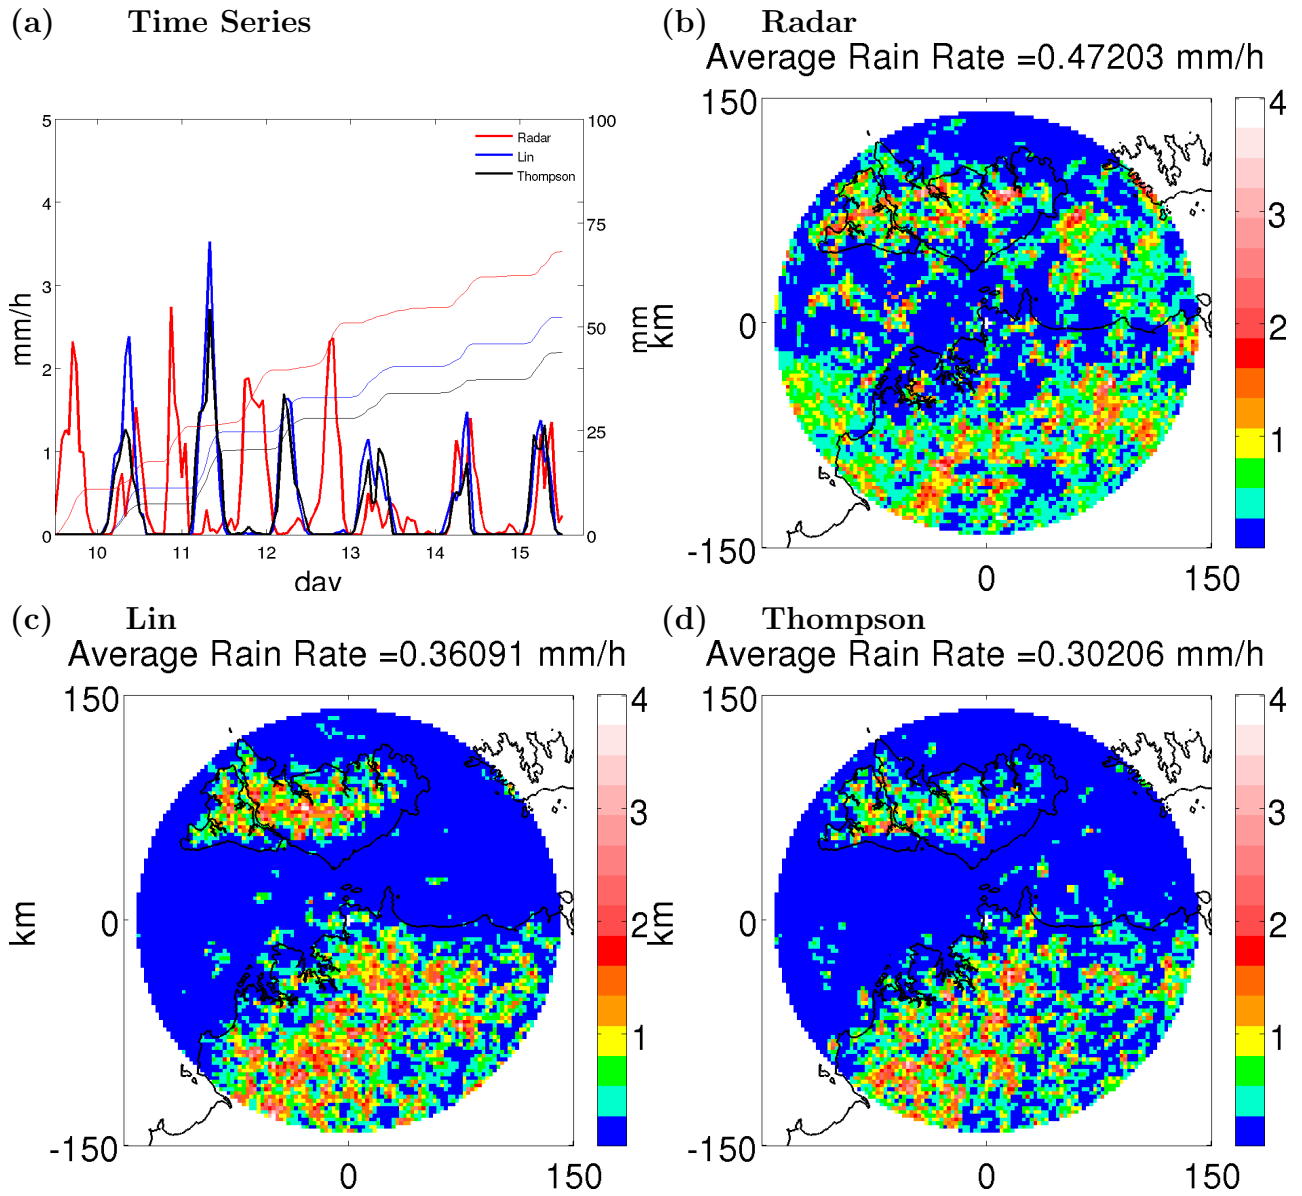 (a) Time Series
5
4
3
2
1
0
mm/h
100
75
50
25
0
mm
Radar
Lin
Thompson
10 11 12 13 14 15
day
(b) Radar
Average Rain Rate =0.47203 mm/h
150
0
-150
km
0 150
4
3
2
1
(c) Lin
Average Rain Rate =0.36091 mm/h
150
0
-150
km
0 150
4
3
2
1
(d) Thompson
Average Rain Rate =0.30206 mm/h
150
0
-150
km
0 150
4
3
2
1